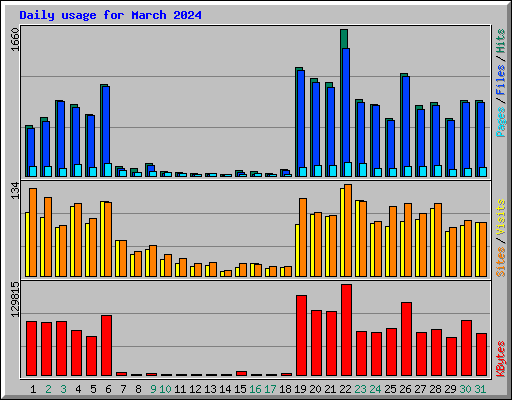 Daily usage for March 2024
1660
Pages / Files / Hits
134
Sites / Visits
129815
KBytes
1 2 3 4 5 6 7 8 9 10 11 12 13 14 15 16 17 18 19 20 21 22 23 24 25 26 27 28 29 30 31